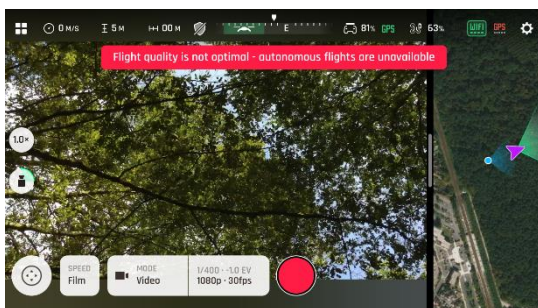 0 M/S
5 M
00 M
E
81%
GPS
63%
WIFI
GPS
Flight quality is not optimal - autonomous flights are unavailable
1.0×
SPEED
Film
MODE
Video
1/400 - -1.0 EV
1080p - 30fps